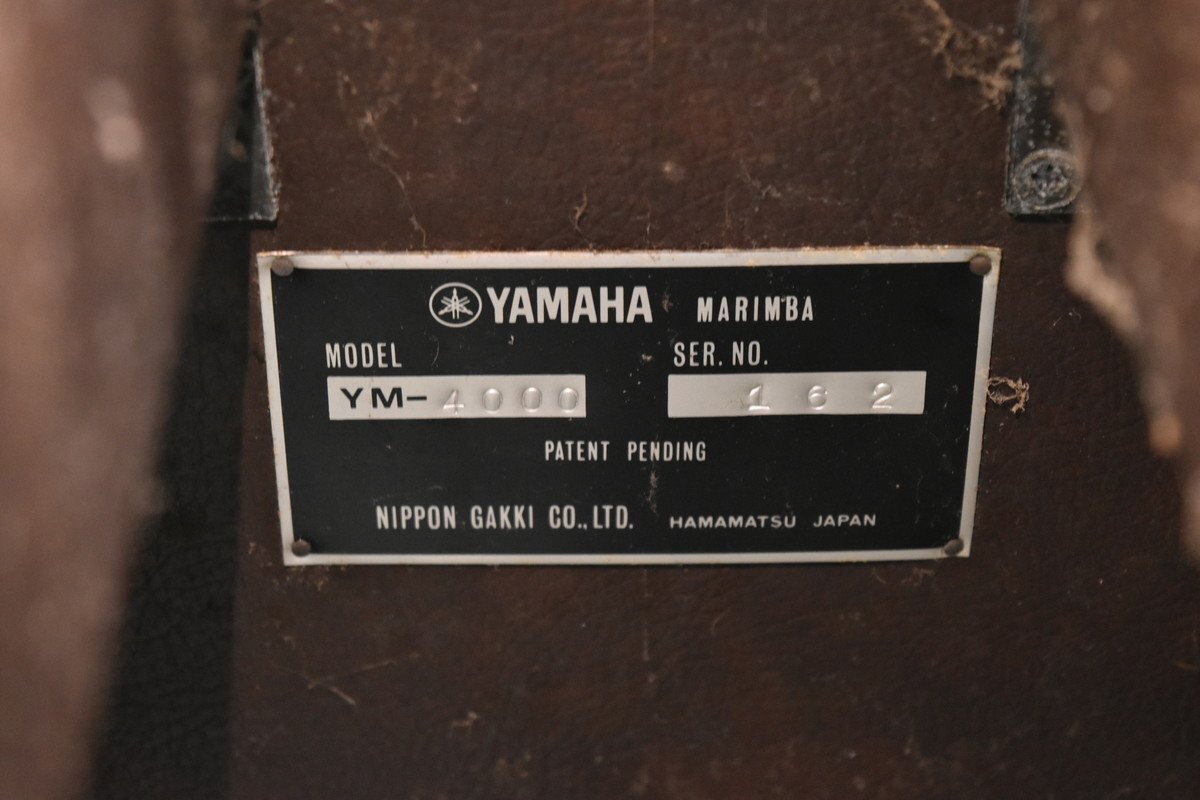 YAMAHA MARIMBA
MODEL SER. NO.
YM-4000 162
PATENT PENDING
NIPPON GAKKI CO., LTD. HAMAMATSU JAPAN